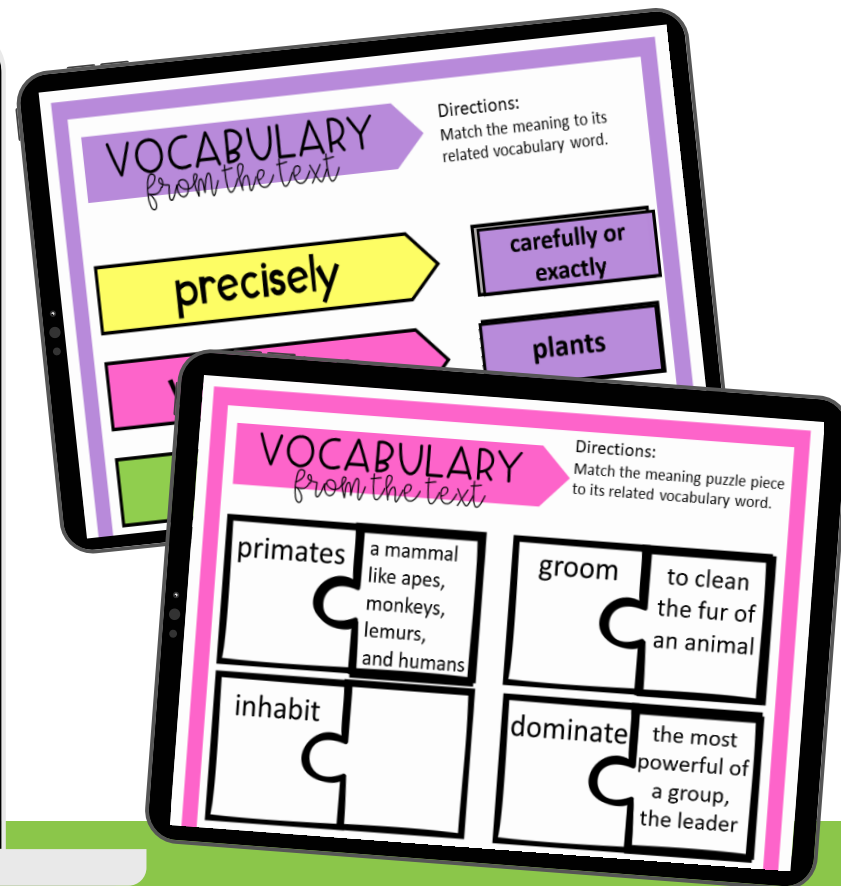 VOCABULARY
from the text
Directions:
Match the meaning to its
related vocabulary word.
precisely
carefully or
exactly
plants
VOCABULARY
from the text
Directions:
Match the meaning puzzle piece
to its related vocabulary word.
primates
a mammal
like apes,
monkeys,
lemurs,
and humans
groom
to clean
the fur of
an animal
inhabit
dominate
the most
powerful of
a group,
the leader